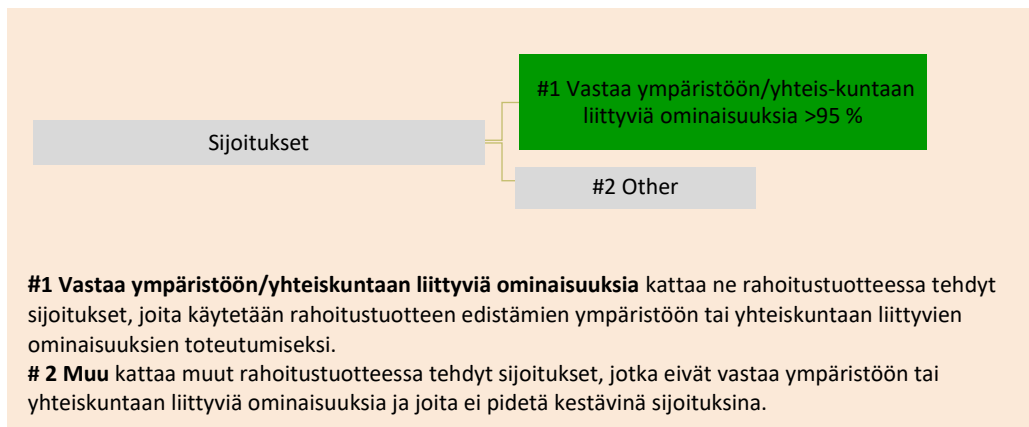 #1 Vastaa ympäristöön/yhteis-kuntaan
liittyviä ominaisuuksia >95 %
Sijoitukset
#2 Other
#1 Vastaa ympäristöön/yhteiskuntaan liittyviä ominaisuuksia kattaa ne rahoitustuotteessa tehdyt
sijoitukset, joita käytetään rahoitustuotteen edistämien ympäristöön tai yhteiskuntaan liittyvien
ominaisuuksien toteutumiseksi.
# 2 Muu kattaa muut rahoitustuotteessa tehdyt sijoitukset, jotka eivät vastaa ympäristöön tai
yhteiskuntaan liittyviä ominaisuuksia ja joita ei pidetä kestävinä sijoituksina.